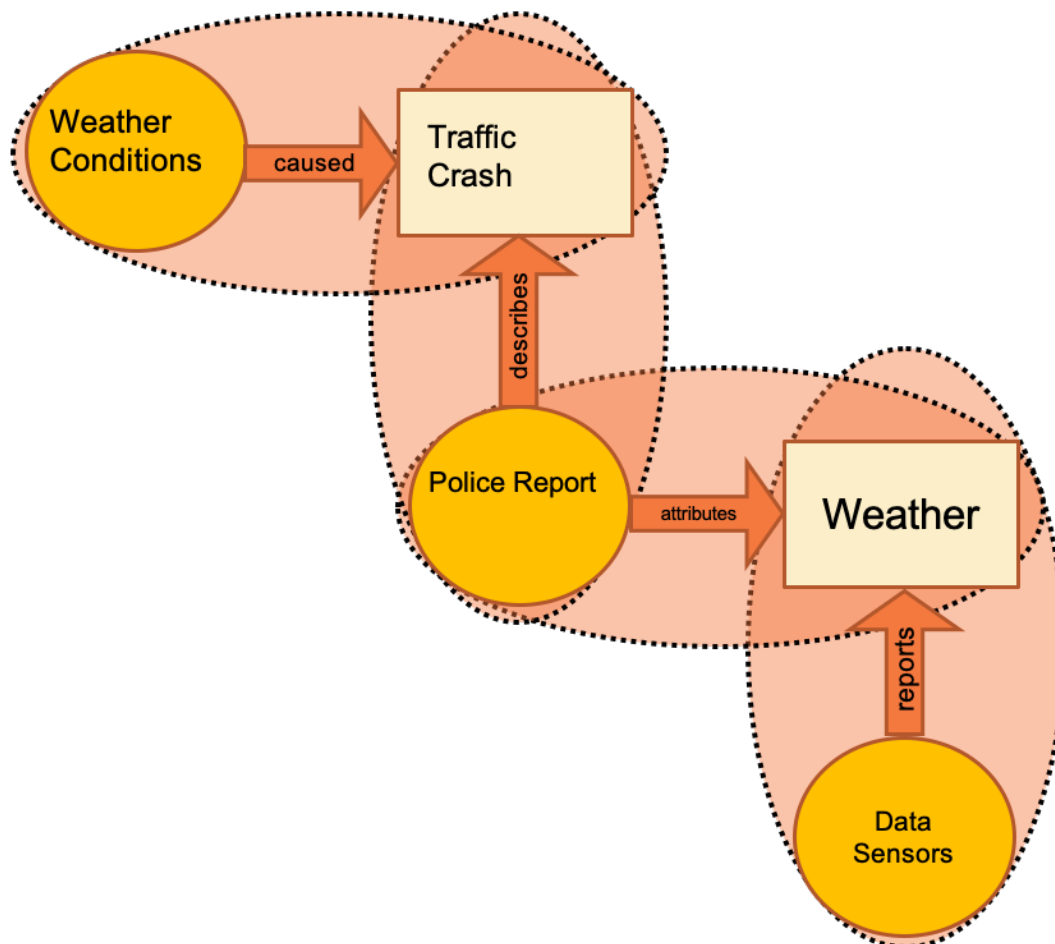 Weather
Conditions
caused
Traffic
Crash
describes
Police Report
attributes
Weather
reports
Data
Sensors